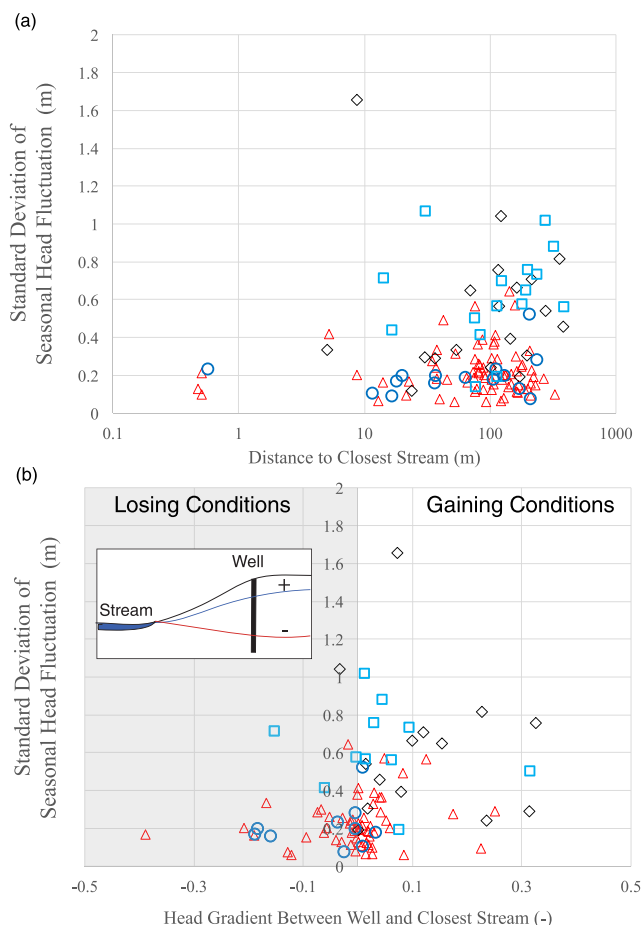 (a)
Standard Deviation of
Seasonal Head Fluctuation (m)
2
1.8
1.6
1.4
1.2
1
0.8
0.6
0.4
0.2
0
0.1
1
10
100
1000
Distance to Closest Stream (m)
(b)
Losing Conditions
Gaining Conditions
Standard Deviation of
Seasonal Head Fluctuation (m)
2
1.8
1.6
1.4
1.2
1
0.8
0.6
0.4
0.2
0
Well
Stream
+
-
-0.5
-0.3
-0.1
0.1
0.3
0.5
Head Gradient Between Well and Closest Stream (-)